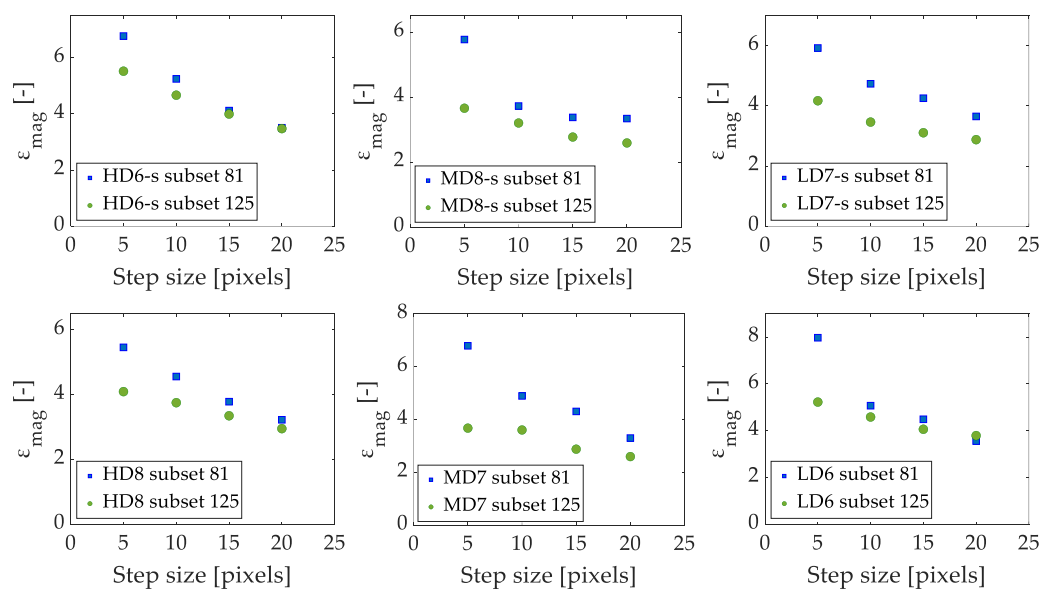 6
4
2
0
ε mag [-]
HD6-s subset 81
HD6-s subset 125
0 5 10 15 20 25
Step size [pixels]
6
4
2
0
ε mag [-]
MD8-s subset 81
MD8-s subset 125
0 5 10 15 20 25
Step size [pixels]
6
4
2
0
ε mag [-]
LD7-s subset 81
LD7-s subset 125
0 5 10 15 20 25
Step size [pixels]
6
4
2
0
ε mag [-]
HD8 subset 81
HD8 subset 125
0 5 10 15 20 25
Step size [pixels]
8
6
4
2
0
ε mag [-]
MD7 subset 81
MD7 subset 125
0 5 10 15 20 25
Step size [pixels]
8
6
4
2
0
ε mag [-]
LD6 subset 81
LD6 subset 125
0 5 10 15 20 25
Step size [pixels]